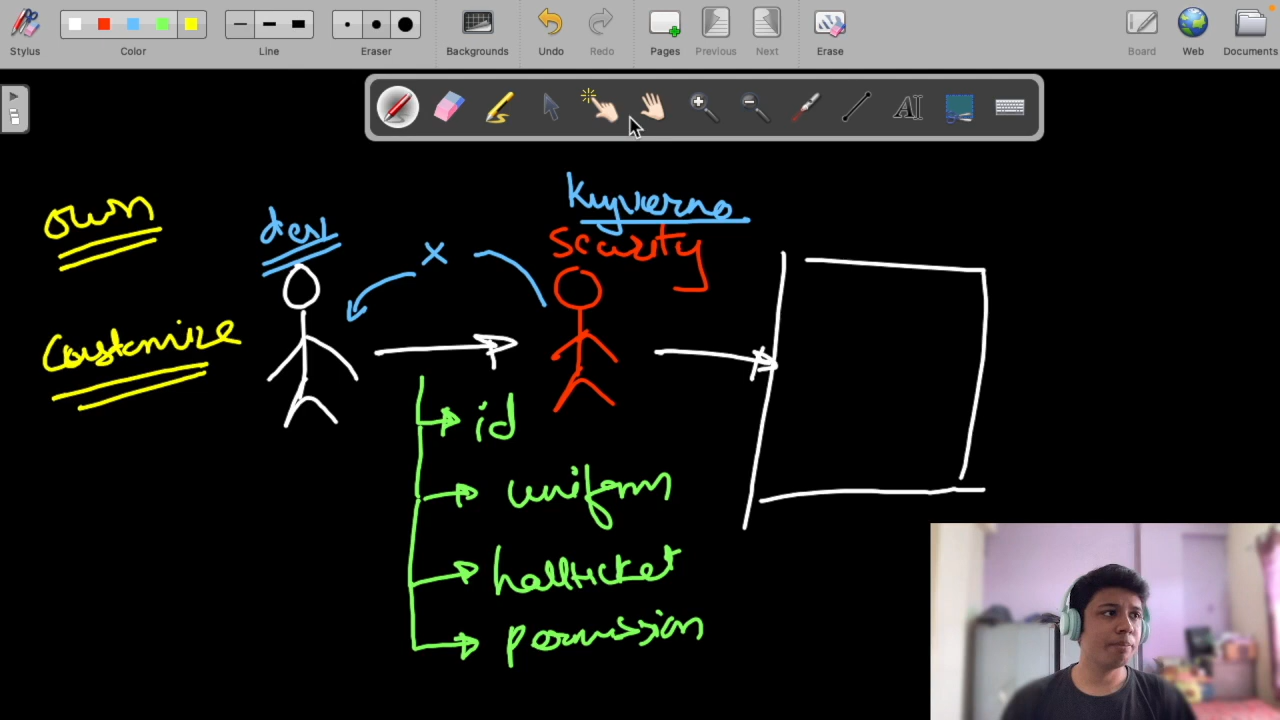 Stylus
Color
Line
Eraser
Backgrounds
Undo
Redo
Pages
Previous
Next
Erase
Board
Web
Documents
AI
own
Customize
dev
x
Kyverno
Security
id
uniform
hallticket
permission